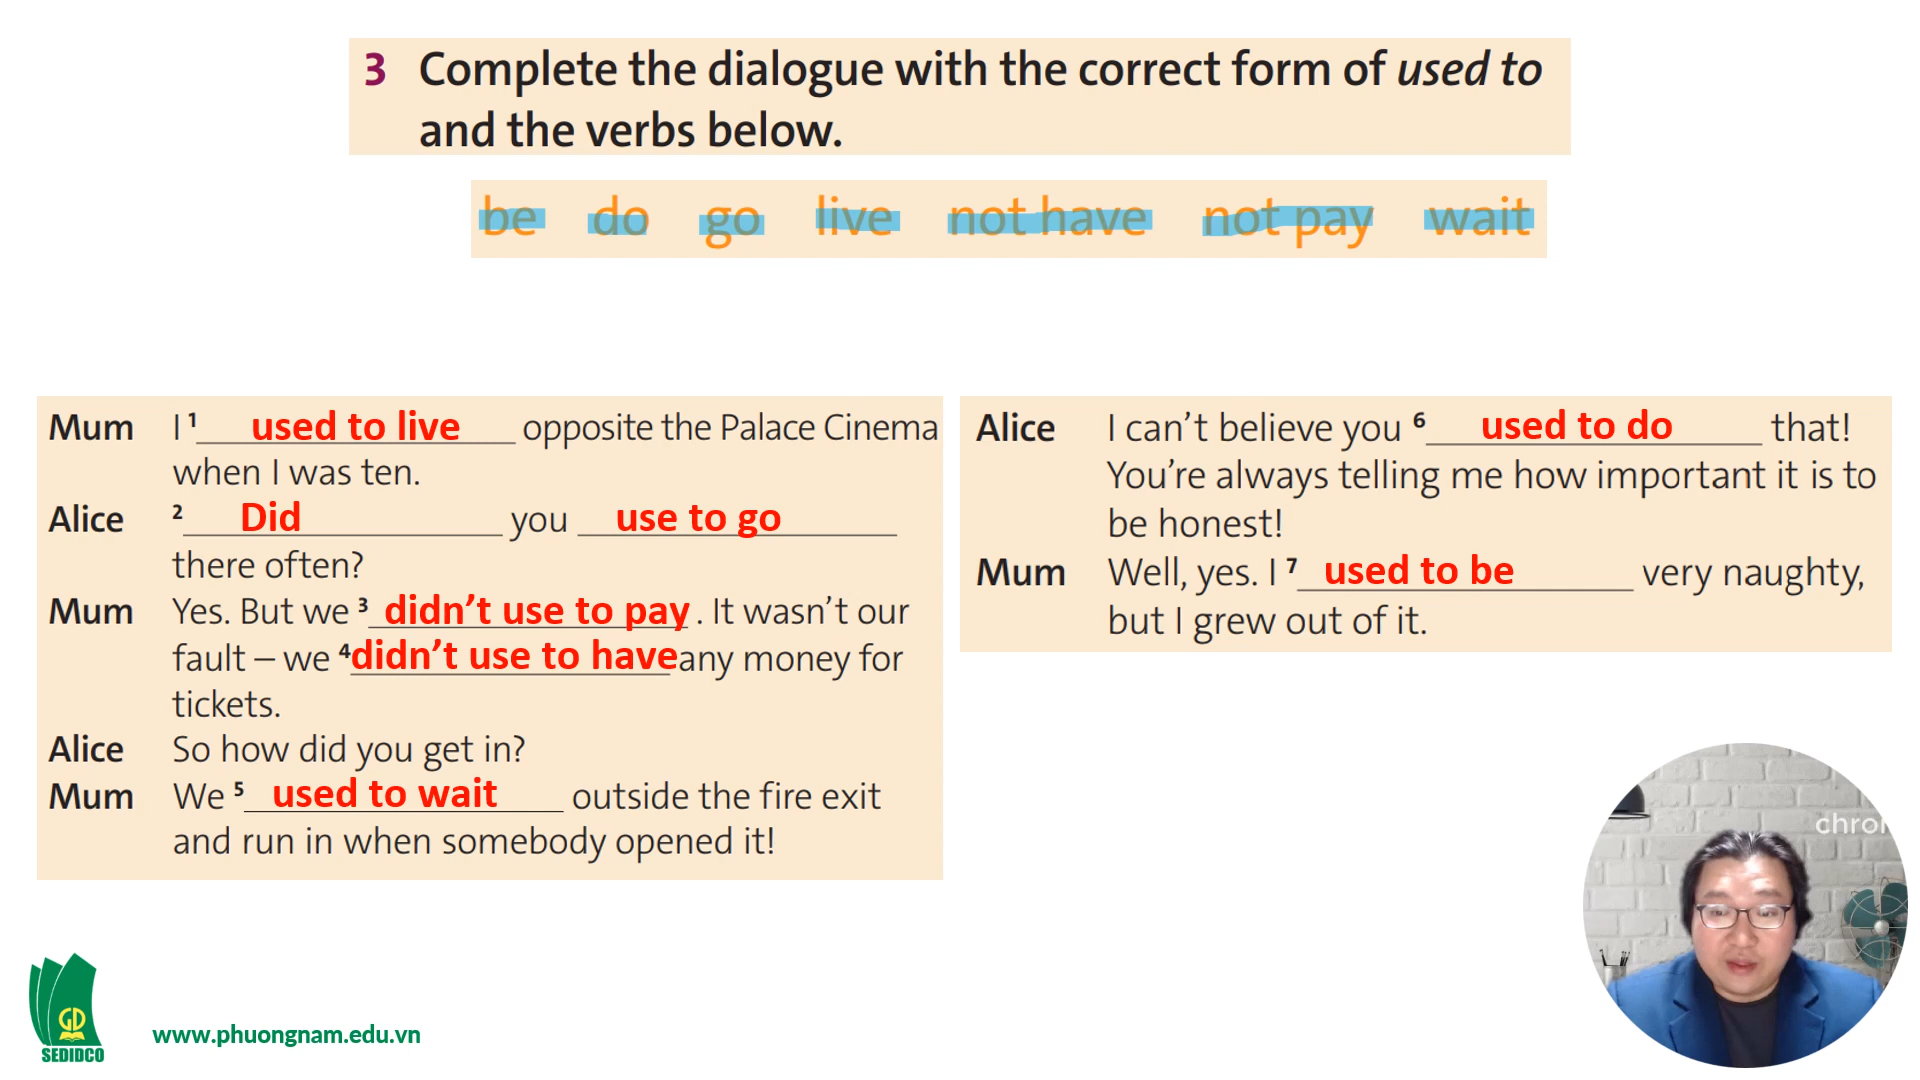 3 Complete the dialogue with the correct form of used to
and the verbs below.
be do go live not have not pay wait
Mum I ¹ used to live opposite the Palace Cinema
when I was ten.
Alice ² Did you use to go
there often?
Mum Yes. But we ³ didn’t use to pay . It wasn’t our
fault – we ⁴ didn’t use to have any money for
tickets.
Alice So how did you get in?
Mum We ⁵ used to wait outside the fire exit
and run in when somebody opened it!
Alice I can’t believe you ⁶ used to do that!
You’re always telling me how important it is to
be honest!
Mum Well, yes. I ⁷ used to be very naughty,
but I grew out of it.
GD
SEDIDCO
www.phuongnam.edu.vn